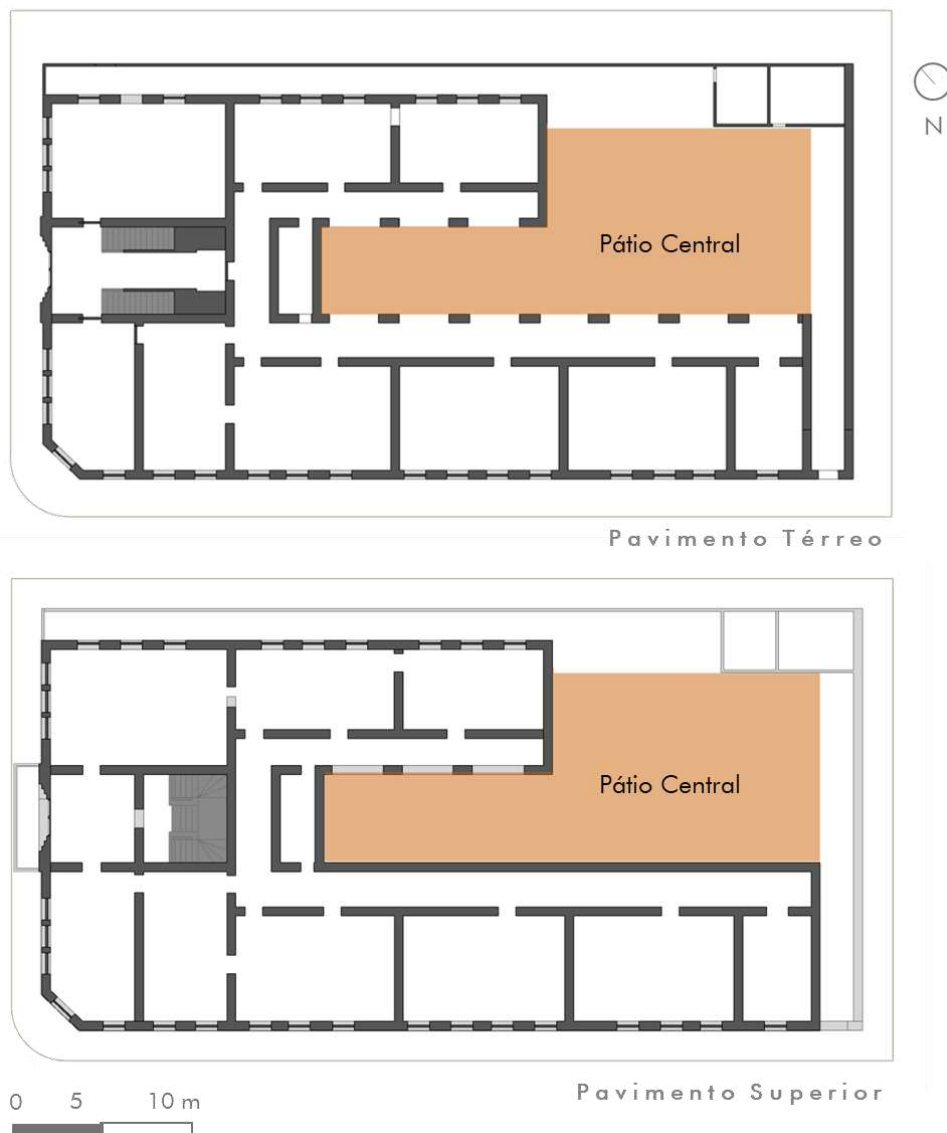 N
Pátio Central
Pavimento Térreo
Pátio Central
Pavimento Superior
0 5 10 m